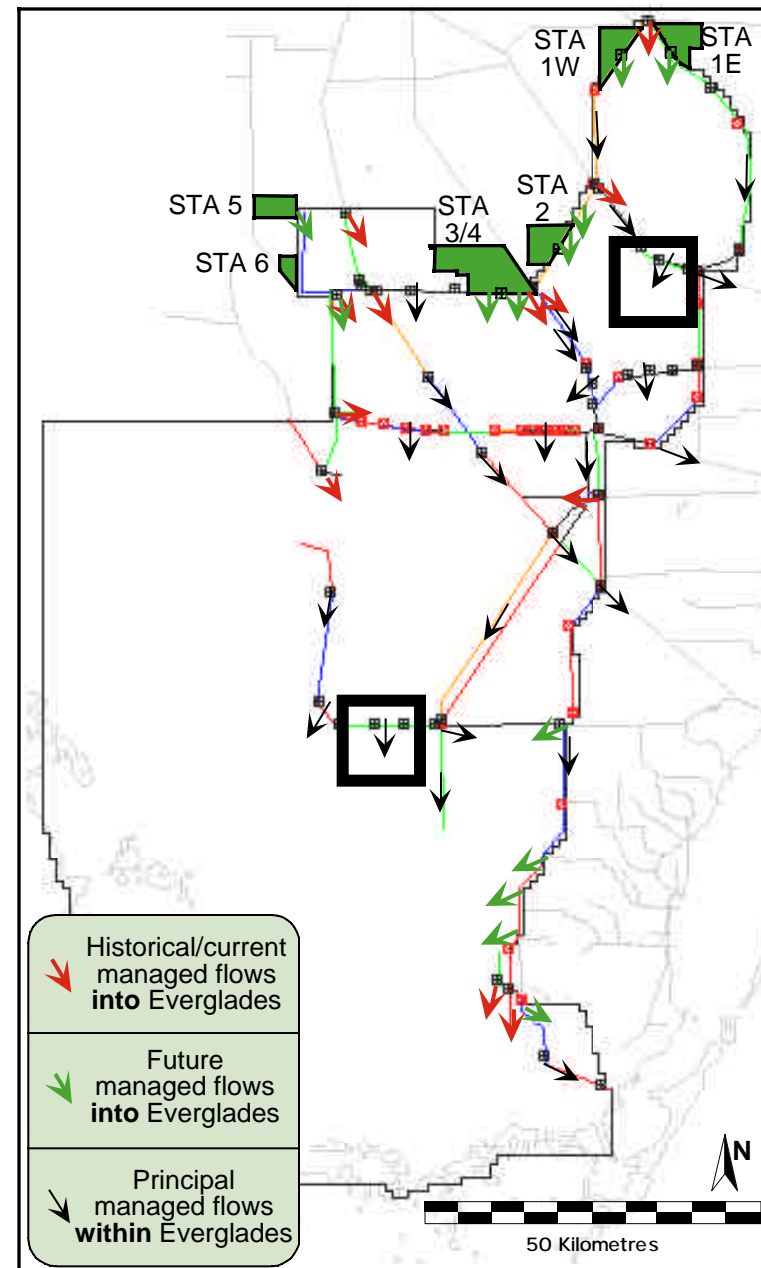 STA
1W
STA
1E
STA 5
STA
3/4
STA
2
STA 6
Historical/current
managed flows
into Everglades
Future
managed flows
into Everglades
Principal
managed flows
within Everglades
N
50 Kilometres